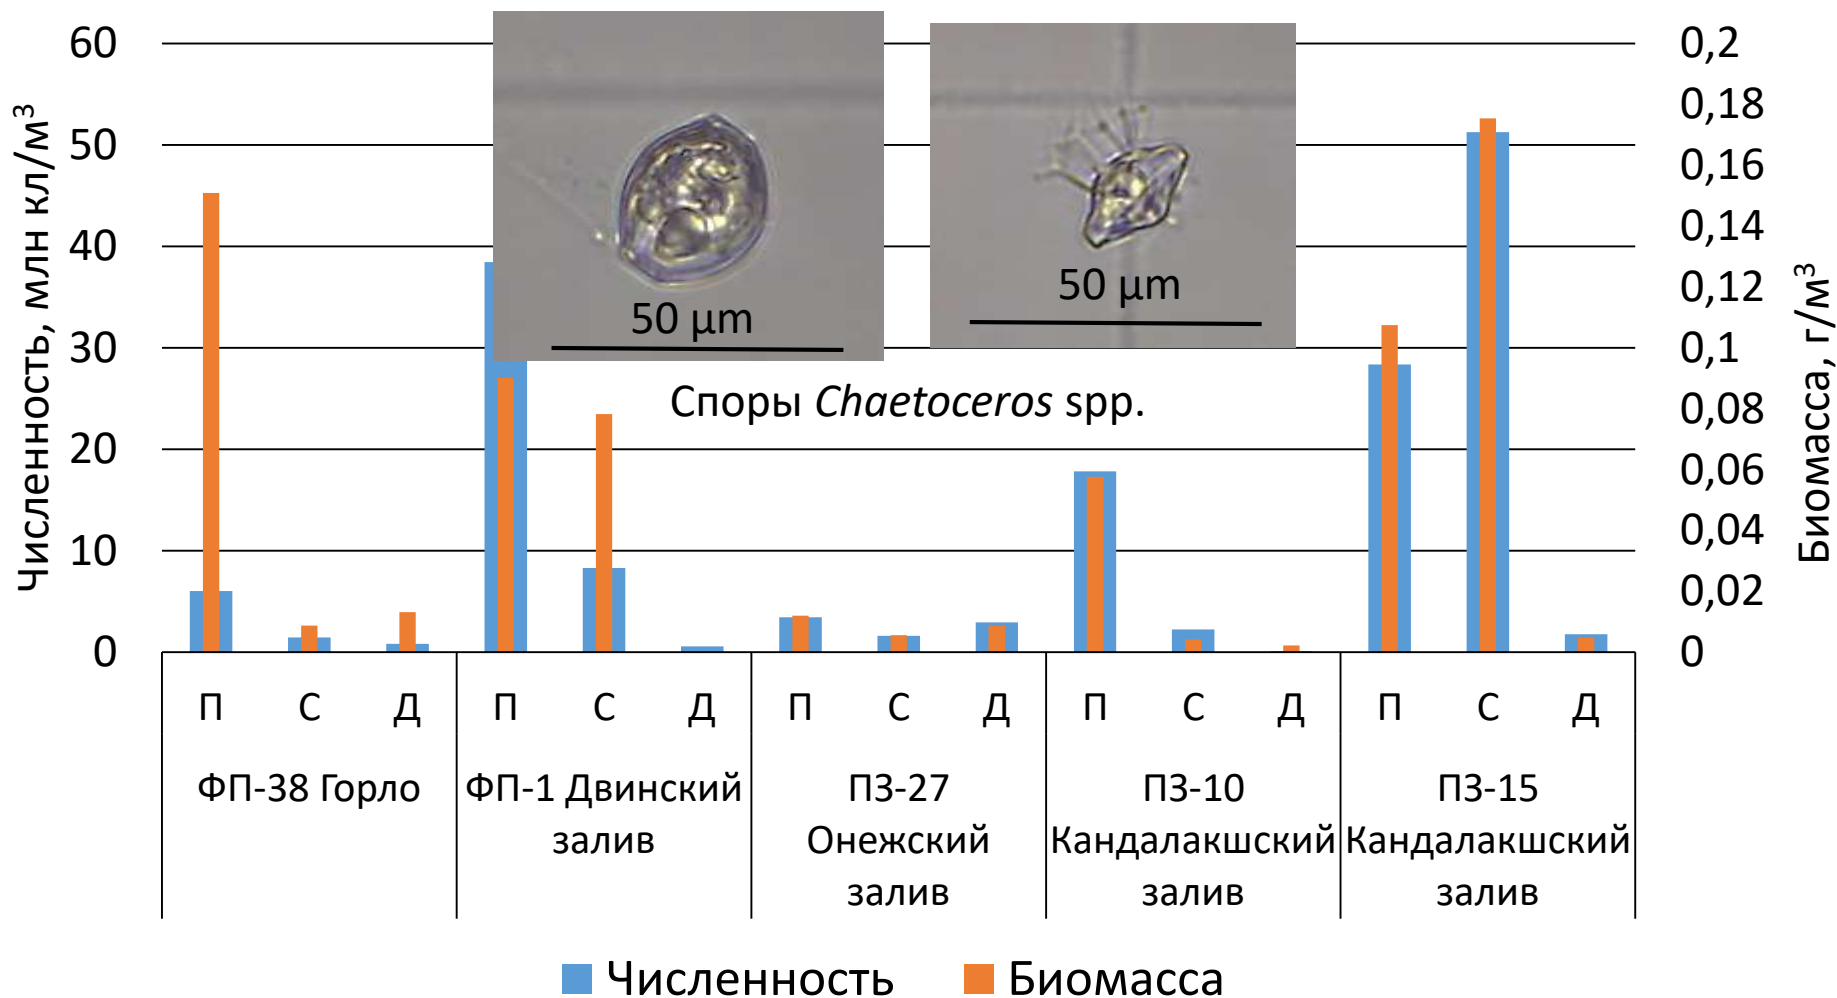 Численность, млн кл/м³
60
50
40
30
20
10
0
0,2
0,18
0,16
0,14
0,12
0,1
0,08
0,06
0,04
0,02
0
Биомасса, г/м³
50 µm
50 µm
Споры Chaetoceros spp.
П С Д П С Д П С Д П С Д П С Д
ФП-38 Горло
ФП-1 Двинский
залив
ПЗ-27
Онежский
залив
ПЗ-10
Кандалакшский
залив
ПЗ-15
Кандалакшский
залив
Численность Биомасса